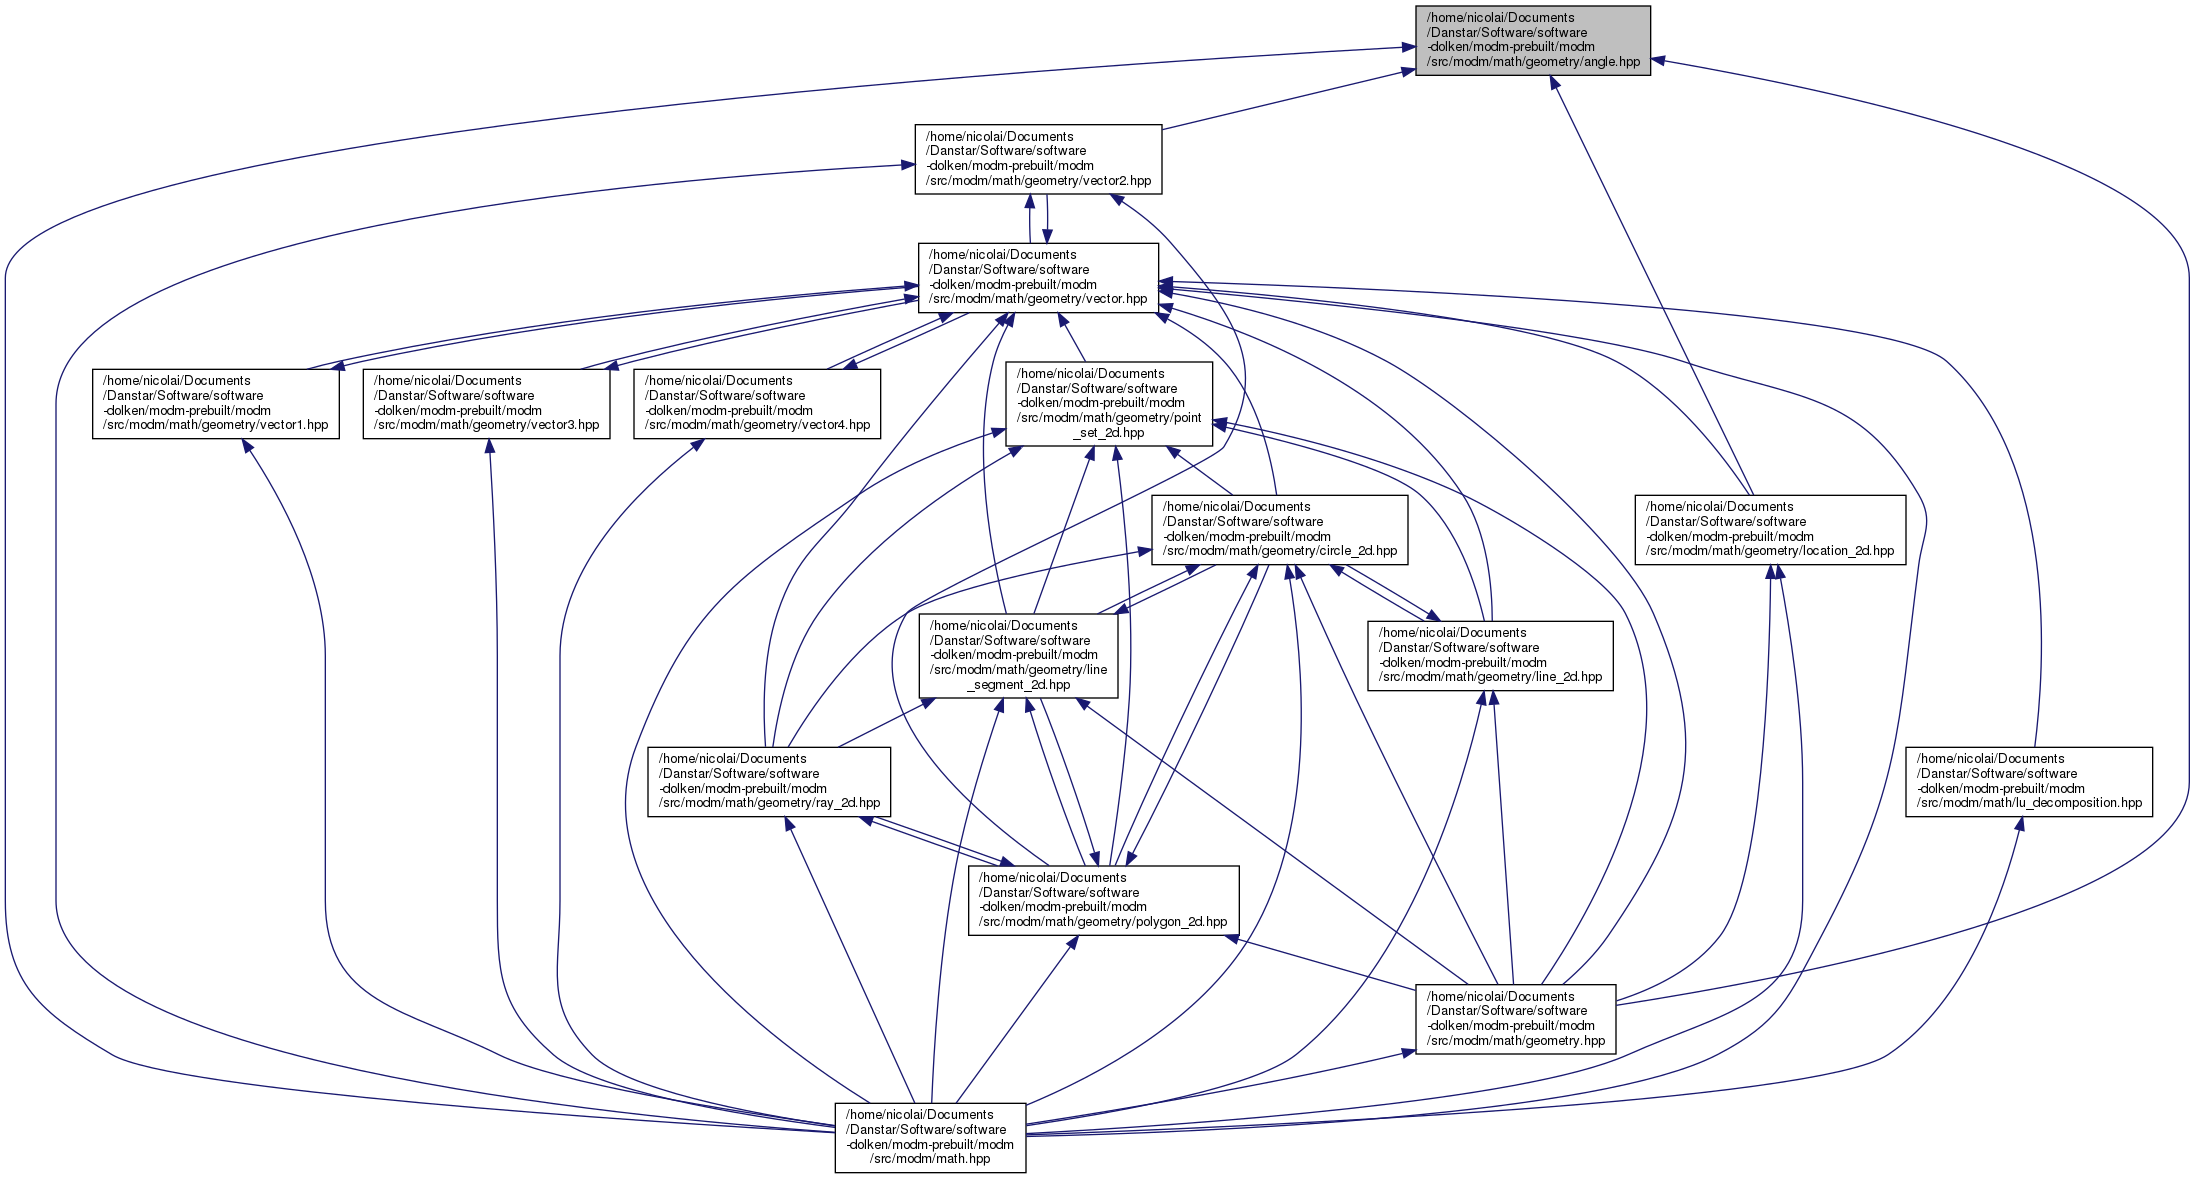 /home/nicolai/Documents
/Danstar/Software/software
-dolken/modm-prebuilt/modm
/src/modm/math/geometry/angle.hpp
/home/nicolai/Documents
/Danstar/Software/software
-dolken/modm-prebuilt/modm
/src/modm/math/geometry/vector2.hpp
/home/nicolai/Documents
/Danstar/Software/software
-dolken/modm-prebuilt/modm
/src/modm/math/geometry/vector.hpp
/home/nicolai/Documents
/Danstar/Software/software
-dolken/modm-prebuilt/modm
/src/modm/math/geometry/vector1.hpp
/home/nicolai/Documents
/Danstar/Software/software
-dolken/modm-prebuilt/modm
/src/modm/math/geometry/vector3.hpp
/home/nicolai/Documents
/Danstar/Software/software
-dolken/modm-prebuilt/modm
/src/modm/math/geometry/vector4.hpp
/home/nicolai/Documents
/Danstar/Software/software
-dolken/modm-prebuilt/modm
/src/modm/math/geometry/point
_set_2d.hpp
/home/nicolai/Documents
/Danstar/Software/software
-dolken/modm-prebuilt/modm
/src/modm/math/geometry/circle_2d.hpp
/home/nicolai/Documents
/Danstar/Software/software
-dolken/modm-prebuilt/modm
/src/modm/math/geometry/location_2d.hpp
/home/nicolai/Documents
/Danstar/Software/software
-dolken/modm-prebuilt/modm
/src/modm/math/geometry/line
_segment_2d.hpp
/home/nicolai/Documents
/Danstar/Software/software
-dolken/modm-prebuilt/modm
/src/modm/math/geometry/line_2d.hpp
/home/nicolai/Documents
/Danstar/Software/software
-dolken/modm-prebuilt/modm
/src/modm/math/geometry/ray_2d.hpp
/home/nicolai/Documents
/Danstar/Software/software
-dolken/modm-prebuilt/modm
/src/modm/math/lu_decomposition.hpp
/home/nicolai/Documents
/Danstar/Software/software
-dolken/modm-prebuilt/modm
/src/modm/math/geometry/polygon_2d.hpp
/home/nicolai/Documents
/Danstar/Software/software
-dolken/modm-prebuilt/modm
/src/modm/math/geometry.hpp
/home/nicolai/Documents
/Danstar/Software/software
-dolken/modm-prebuilt/modm
/src/modm/math.hpp